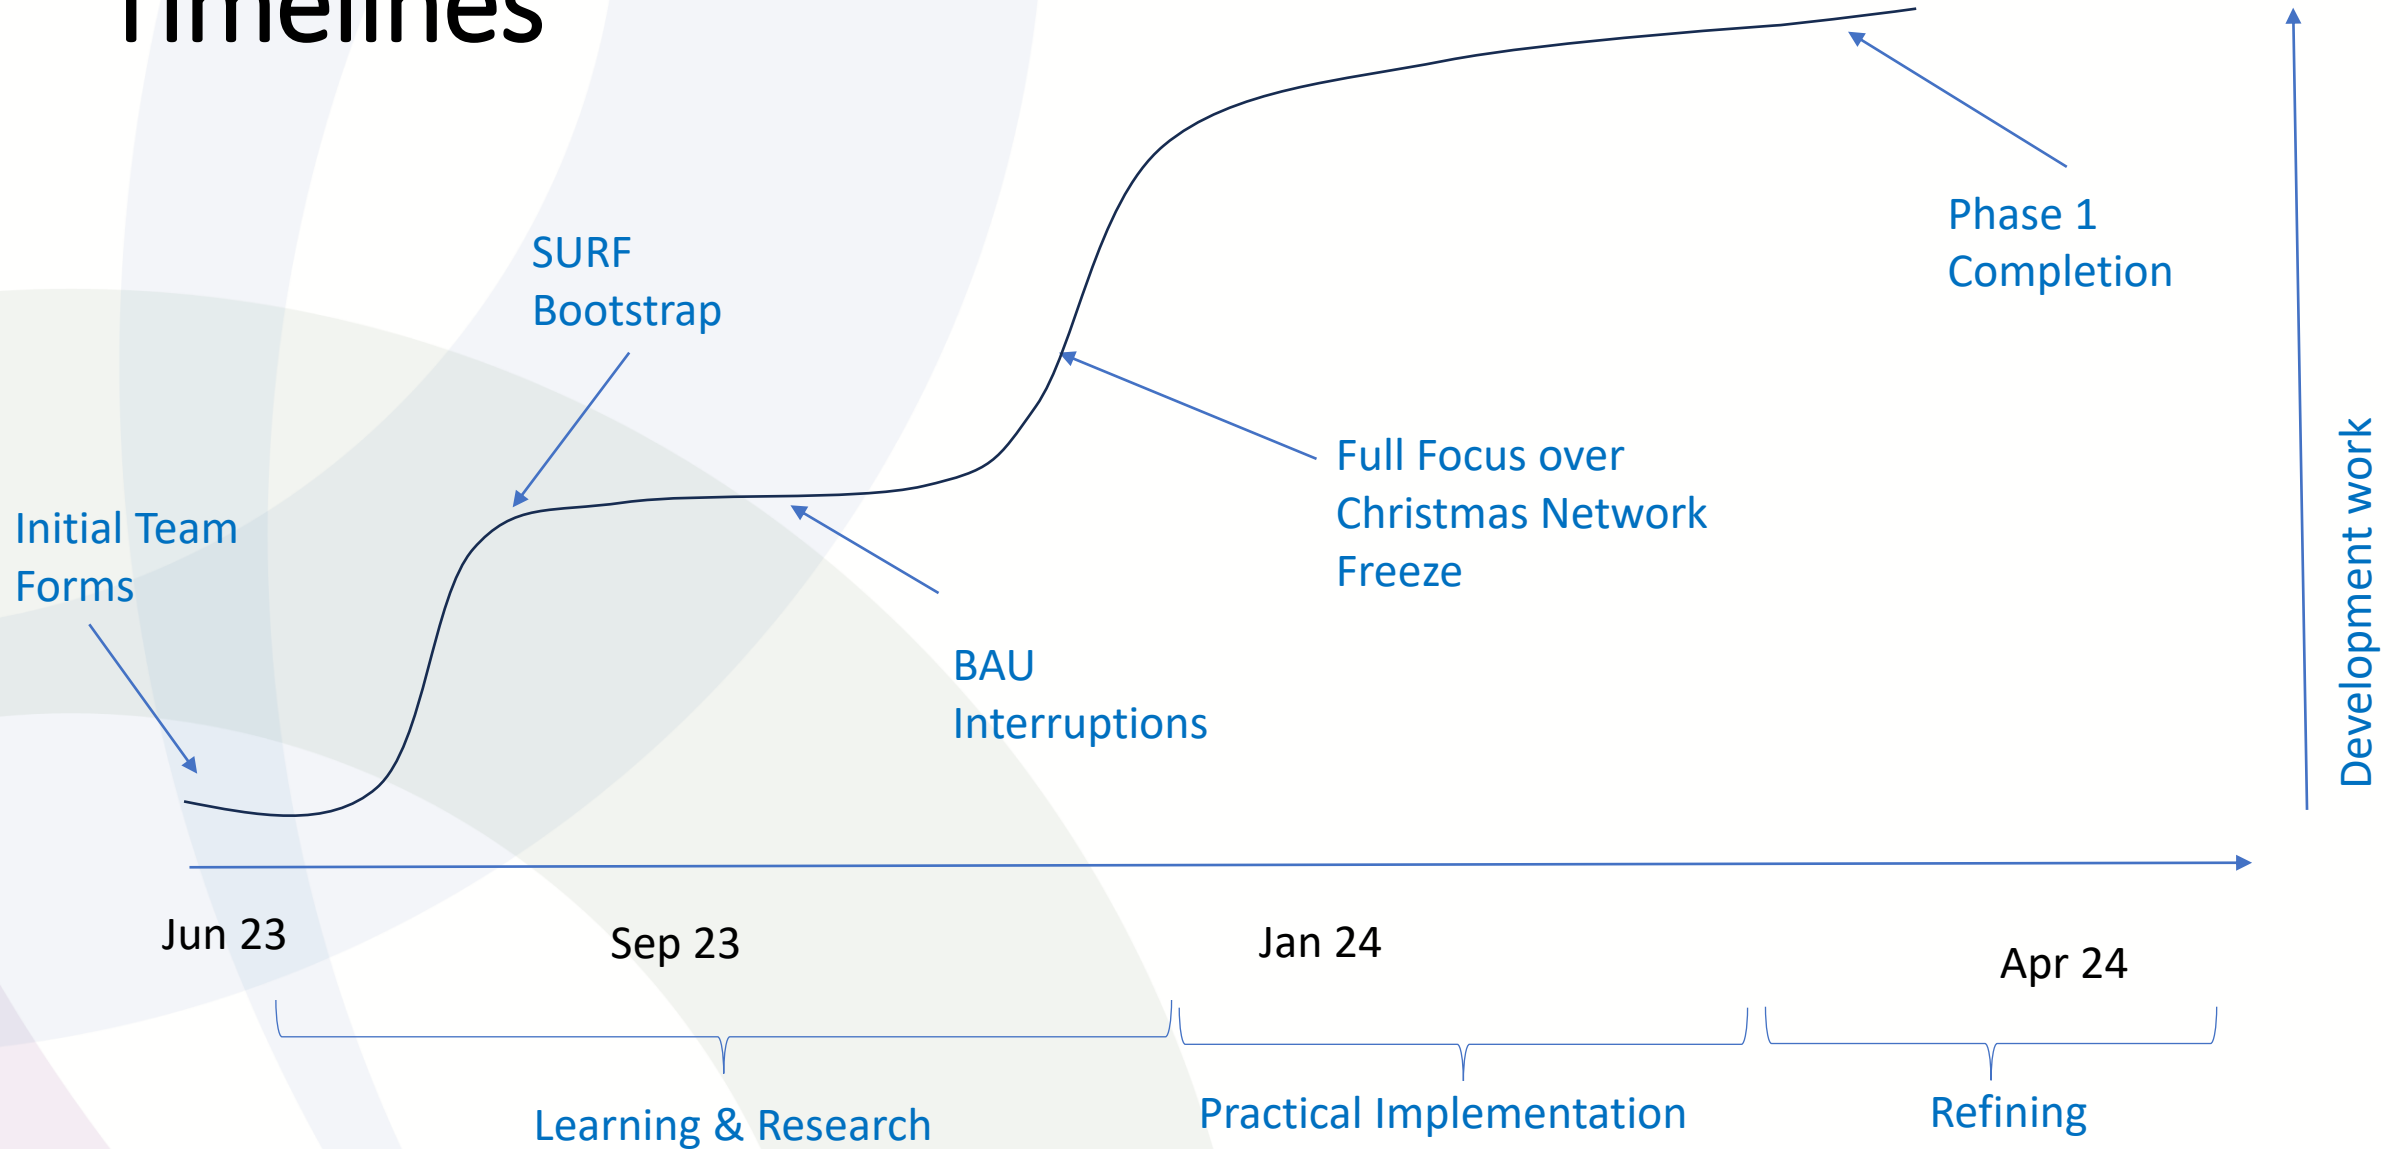 Timelines
SURF
Bootstrap
Phase 1
Completion
Initial Team
Forms
Full Focus over
Christmas Network
Freeze
BAU
Interruptions
Development work
Jun 23
Sep 23
Jan 24
Apr 24
Learning & Research
Practical Implementation
Refining